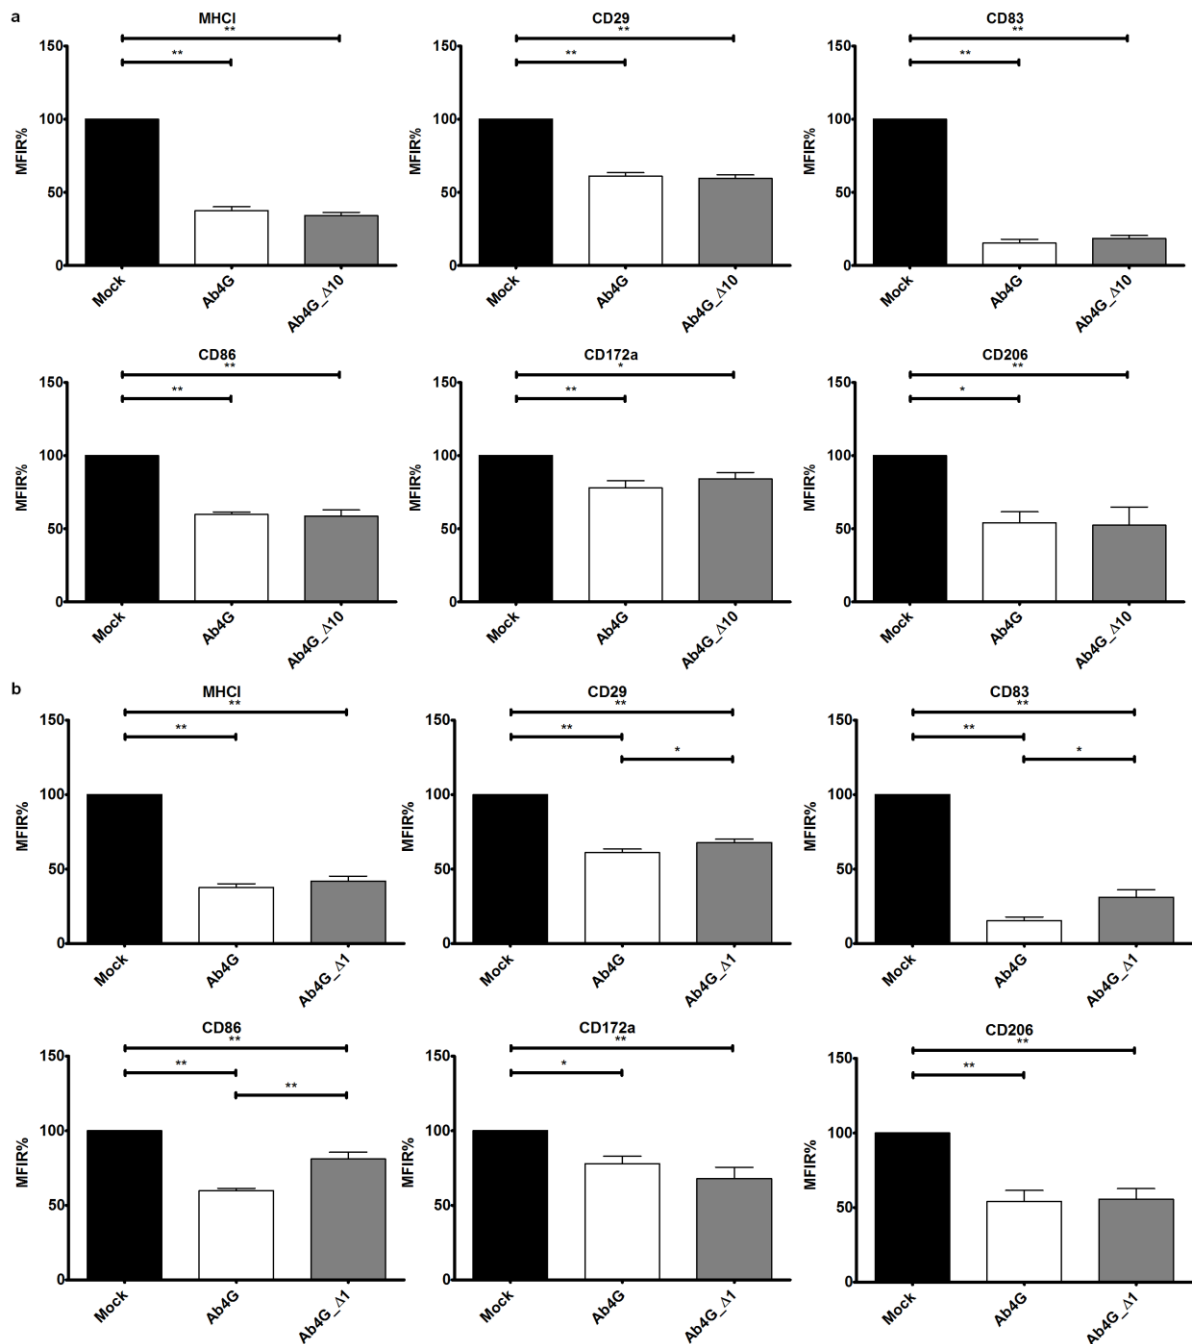 a
MHCI
**
**
150
100
50
0
MFIR%
Mock
Ab4G
Ab4G_Δ10
CD29
**
**
150
100
50
0
MFIR%
Mock
Ab4G
Ab4G_Δ10
CD83
**
**
150
100
50
0
MFIR%
Mock
Ab4G
Ab4G_Δ10
CD86
**
**
150
100
50
0
MFIR%
Mock
Ab4G
Ab4G_Δ10
CD172a
*
**
150
100
50
0
MFIR%
Mock
Ab4G
Ab4G_Δ10
CD206
**
*
150
100
50
0
MFIR%
Mock
Ab4G
Ab4G_Δ10
b
MHCI
**
**
150
100
50
0
MFIR%
Mock
Ab4G
Ab4G_Δ1
CD29
**
**
*
150
100
50
0
MFIR%
Mock
Ab4G
Ab4G_Δ1
CD83
**
**
*
150
100
50
0
MFIR%
Mock
Ab4G
Ab4G_Δ1
CD86
**
**
**
150
100
50
0
MFIR%
Mock
Ab4G
Ab4G_Δ1
CD172a
**
*
150
100
50
0
MFIR%
Mock
Ab4G
Ab4G_Δ1
CD206
**
**
150
100
50
0
MFIR%
Mock
Ab4G
Ab4G_Δ1